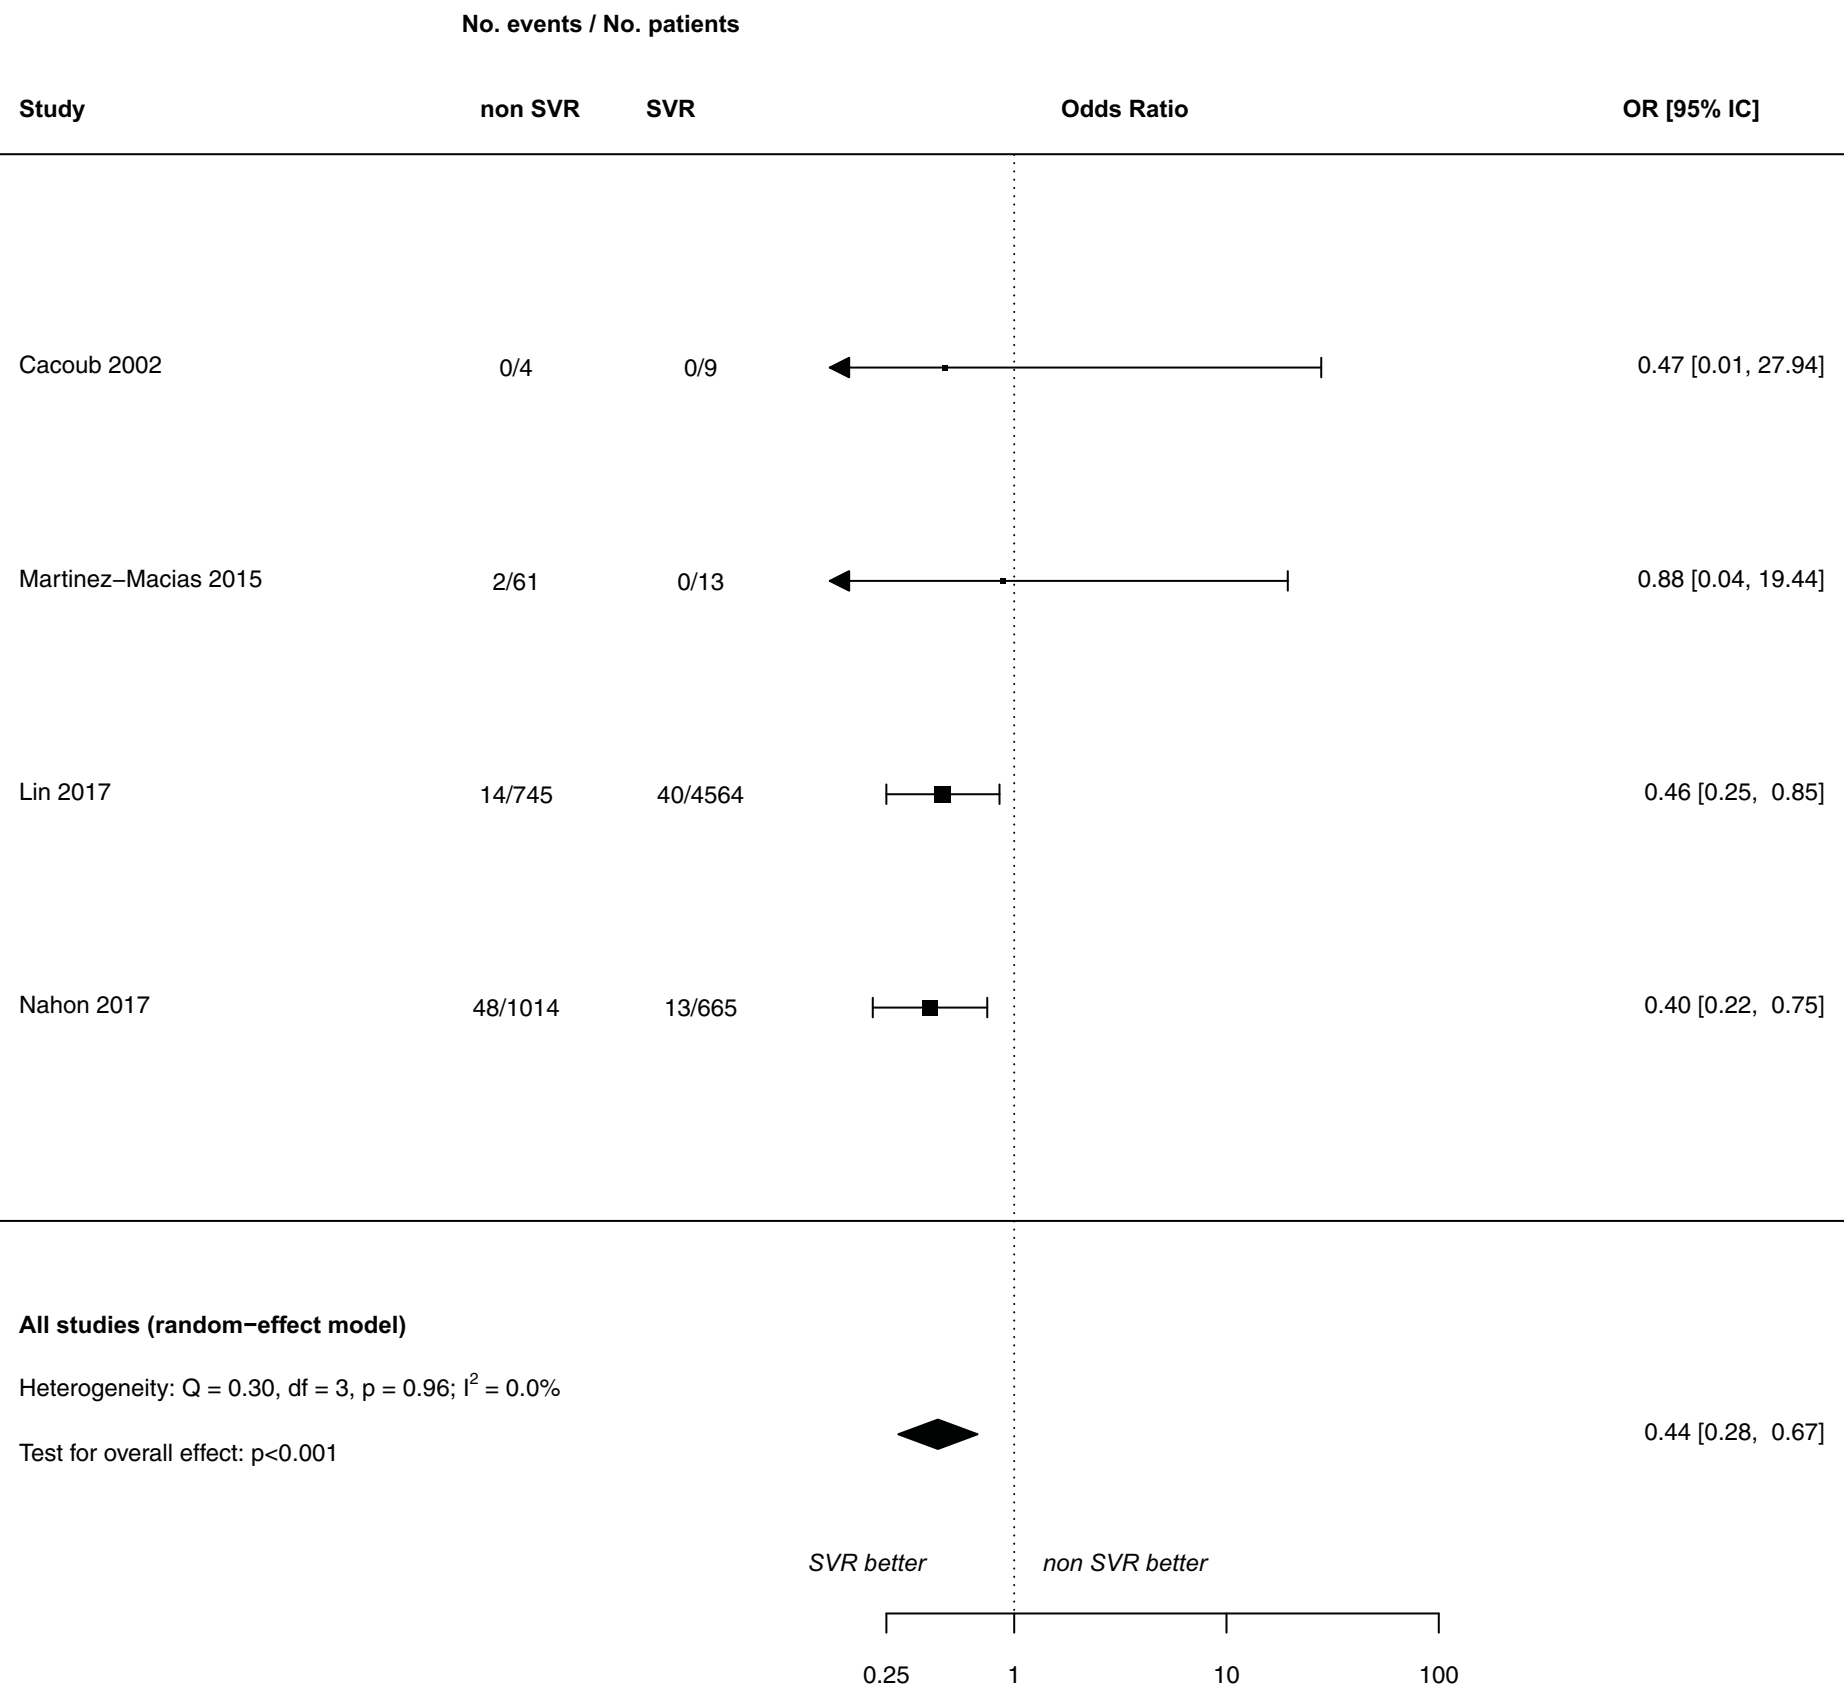 No. events / No. patients
Study non SVR SVR Odds Ratio OR [95% IC]
Cacoub 2002 0/4 0/9 0.47 [0.01, 27.94]
Martinez−Macias 2015 2/61 0/13 0.88 [0.04, 19.44]
Lin 2017 14/745 40/4564 0.46 [0.25, 0.85]
Nahon 2017 48/1014 13/665 0.40 [0.22, 0.75]
All studies (random−effect model)
Heterogeneity: Q = 0.30, df = 3, p = 0.96; I² = 0.0%
0.44 [0.28, 0.67]
Test for overall effect: p<0.001
SVR better non SVR better
0.25 1 10 100